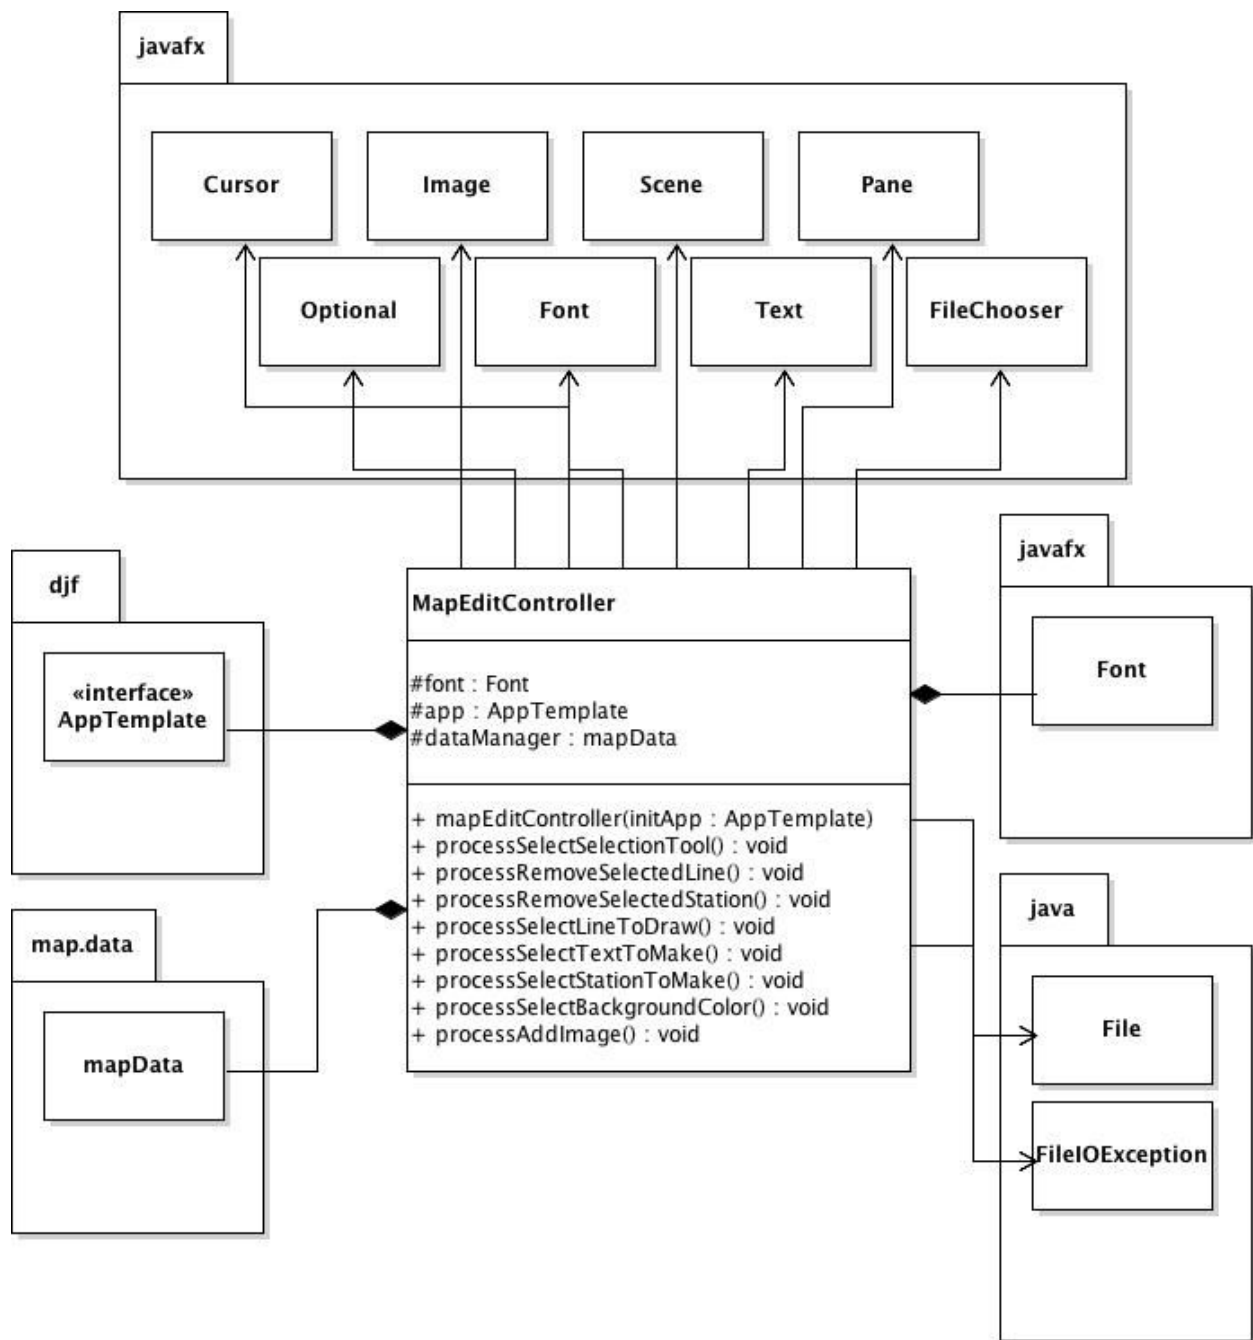 javafx
Cursor
Image
Scene
Pane
Optional
Font
Text
FileChooser
djf
«interface»
AppTemplate
map.data
mapData
MapEditController
#font : Font
#app : AppTemplate
#dataManager : mapData
+ mapEditController(initApp : AppTemplate)
+ processSelectSelectionTool() : void
+ processRemoveSelectedLine() : void
+ processRemoveSelectedStation() : void
+ processSelectLineToDraw() : void
+ processSelectTextToMake() : void
+ processSelectStationToMake() : void
+ processSelectBackgroundColor() : void
+ processAddImage() : void
javafx
Font
java
File
FileIOException